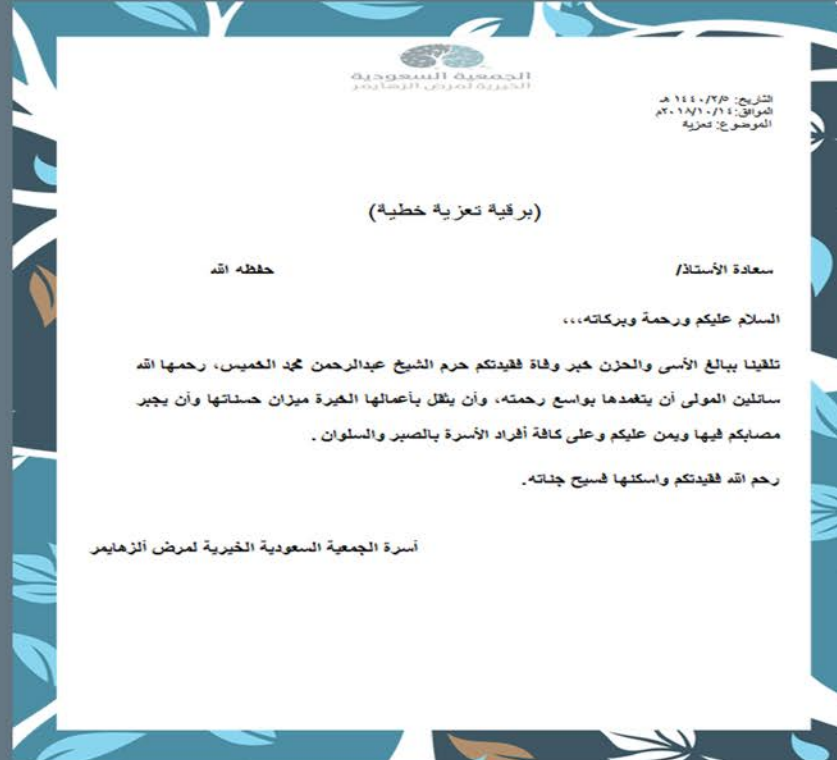 الجمعية السعودية
الخيرية لمرض الزهايمر
التاريخ: ١٤٤٠/٢/٥ هـ
الموافق: ٢٠١٨/١٠/١٤م
الموضوع: تعزية
(برقية تعزية خطية)
سعادة الأستاذ/ حفظه الله
السلام عليكم ورحمة وبركاته،،،
تلقينا ببالغ الأسى والحزن خبر وفاة فقيدتكم حرم الشيخ عبدالرحمن محمد الخميس، رحمها الله
سائلين المولى أن يتغمدها بواسع رحمته، وأن يثقل بأعمالها الخيرة ميزان حسناتها وأن يجبر
مصابكم فيها ويمن عليكم وعلى كافة أفراد الأسرة بالصبر والسلوان .
رحم الله فقيدتكم واسكنها فسيح جناته.
أسرة الجمعية السعودية الخيرية لمرض ألزهايمر